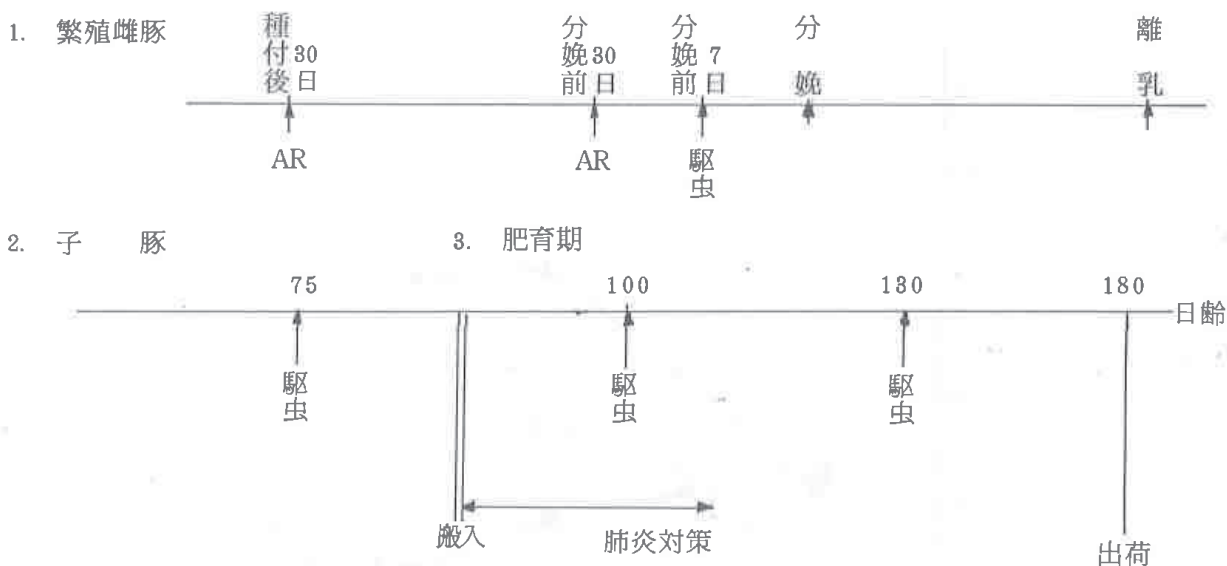 1. 繁殖雌豚
種付後30日
分娩前30日
分娩前7日
分娩
離乳
AR
AR
駆虫
2. 子 豚
3. 肥育期
75
100
130
180
日齢
駆虫
駆虫
駆虫
搬入
肺炎対策
出荷